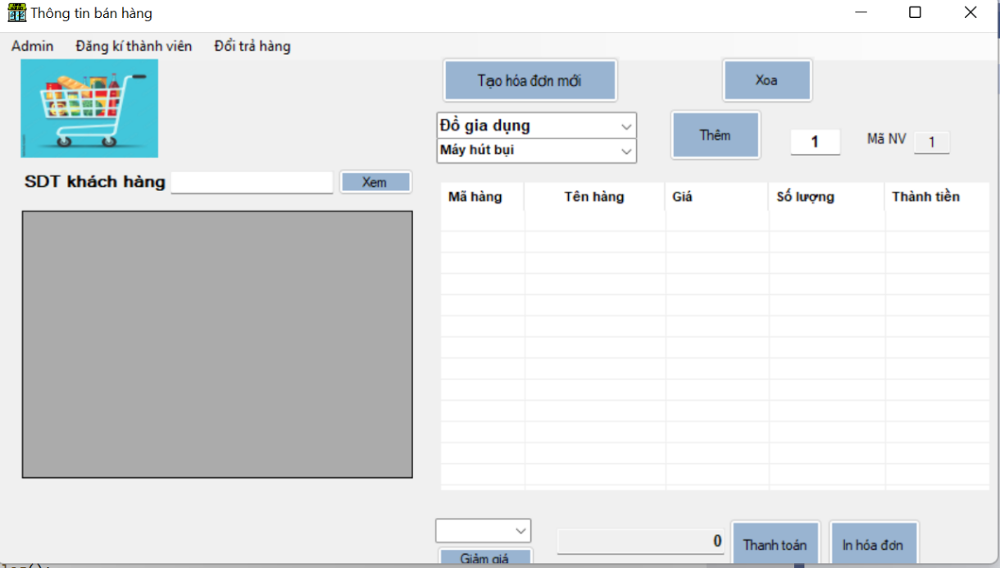 Thông tin bán hàng
Admin Đăng kí thành viên Đổi trả hàng
Tạo hóa đơn mới
Xoa
Đồ gia dụng
Máy hút bụi
Thêm
1
Mã NV 1
SDT khách hàng
Xem
Mã hàng Tên hàng Giá Số lượng Thành tiền
0
Thanh toán
In hóa đơn
Giảm giá